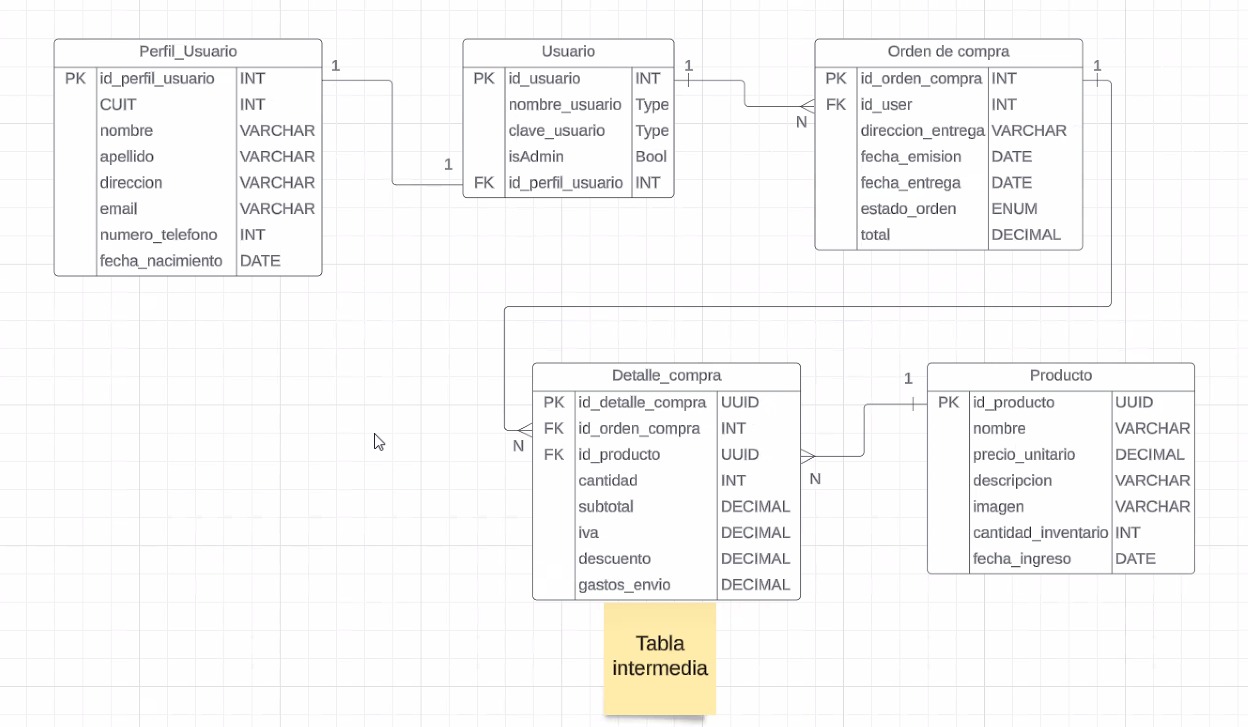 Perfil_Usuario
PK id_perfil_usuario INT
CUIT INT
nombre VARCHAR
apellido VARCHAR
direccion VARCHAR
email VARCHAR
numero_telefono INT
fecha_nacimiento DATE
1
1
Usuario
PK id_usuario INT
nombre_usuario Type
clave_usuario Type
isAdmin Bool
FK id_perfil_usuario INT
1
N
Orden de compra
PK id_orden_compra INT
FK id_user INT
direccion_entrega VARCHAR
fecha_emision DATE
fecha_entrega DATE
estado_orden ENUM
total DECIMAL
1
N
Detalle_compra
PK id_detalle_compra UUID
FK id_orden_compra INT
FK id_producto UUID
cantidad INT
subtotal DECIMAL
iva DECIMAL
descuento DECIMAL
gastos_envio DECIMAL
N
1
Producto
PK id_producto UUID
nombre VARCHAR
precio_unitario DECIMAL
descripcion VARCHAR
imagen VARCHAR
cantidad_inventario INT
fecha_ingreso DATE
Tabla
intermedia